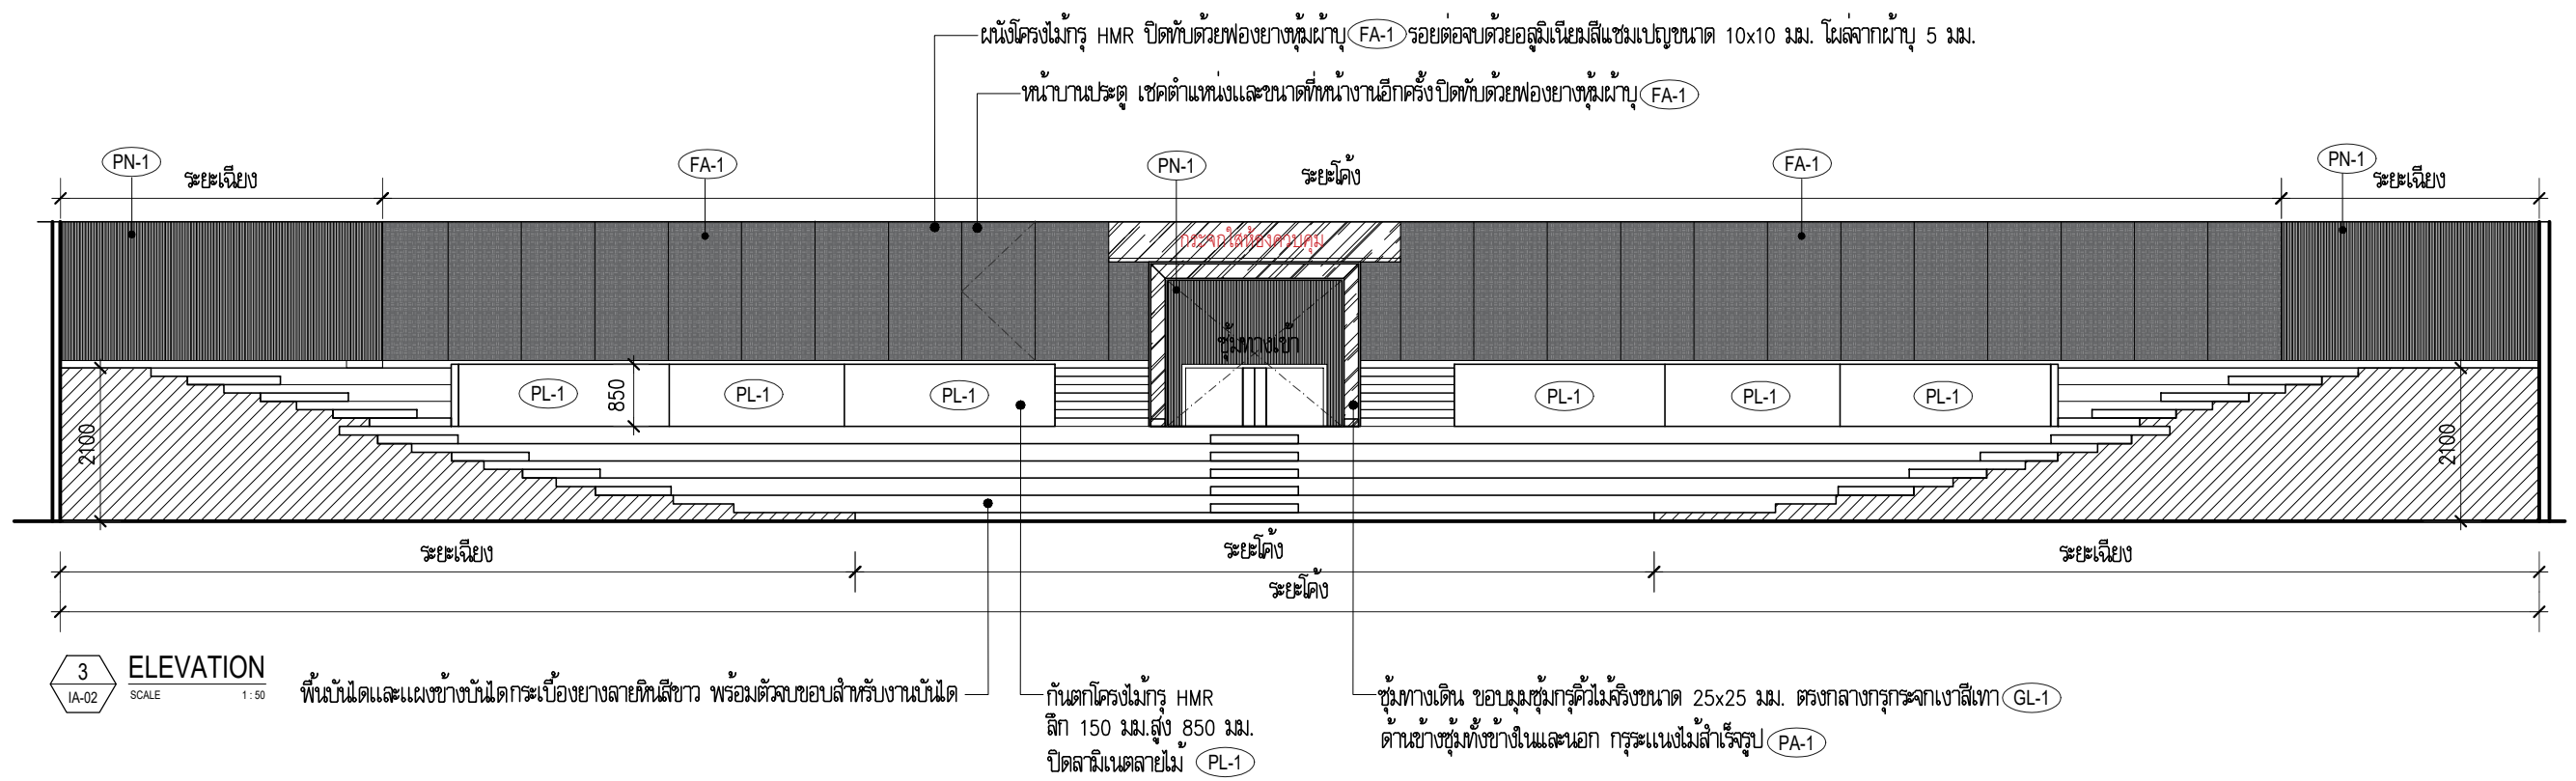 ผนังโครงไม้กรุ HMR ปิดทับด้วยฟองยางหุ้มผ้าบุ FA-1 รอยต่อจบด้วยอลูมิเนียมสีแชมเปญขนาด 10x10 มม. โผล่จากผ้าบุ 5 มม.
หน้าบานประตู เชคตำแหน่งและขนาดที่หน้างานอีกครั้งปิดทับด้วยฟองยางหุ้มผ้าบุ FA-1
PN-1 FA-1 PN-1 FA-1 PN-1
ระยะเฉียง ระยะโค้ง ระยะเฉียง
กระจกใสห้องควบคุม
ซุ้มทางเข้า
PL-1 850 PL-1 PL-1 PL-1 PL-1 PL-1
2100 2100
ระยะเฉียง ระยะโค้ง ระยะเฉียง
ระยะโค้ง
3 ELEVATION
IA-02 SCALE 1 : 50
พื้นบันไดและแผงข้างบันไดกระเบื้องยางลายหินสีขาว พร้อมตัวจบขอบสำหรับงานบันได
กันตกโครงไม้กรุ HMR
ลึก 150 มม.สูง 850 มม.
ปิดลามิเนตลายไม้ PL-1
ซุ้มทางเดิน ขอบมุมซุ้มกรุคิ้วไม้จริงขนาด 25x25 มม. ตรงกลางกรุกระจกเงาสีเทา GL-1
ด้านข้างซุ้มทั้งข้างในและนอก กรุระแนงไม้สำเร็จรูป PA-1